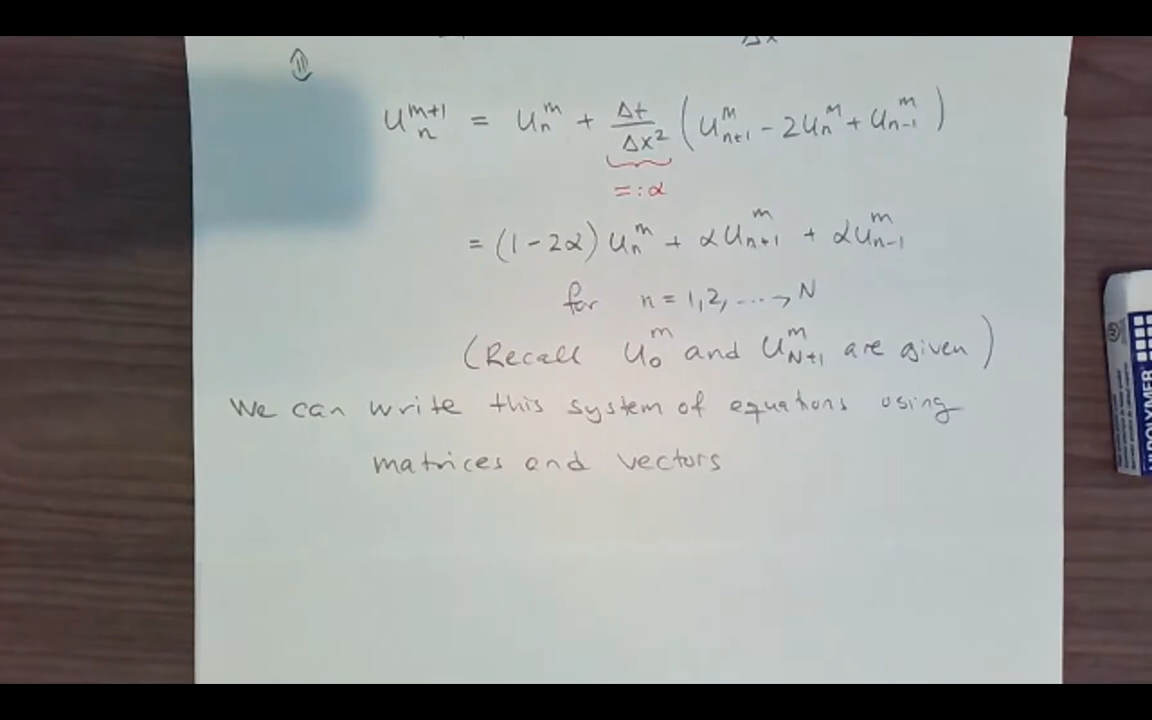 ⇕
u_n^{m+1} = u_n^m + Δt/Δx² (u_{n+1}^m - 2u_n^m + u_{n-1}^m)
=: α
= (1 - 2α) u_n^m + α u_{n+1}^m + α u_{n-1}^m
for n = 1, 2, ..., N
(Recall u_0^m and u_{N+1}^m are given)
We can write this system of equations using
matrices and vectors
POLYMER